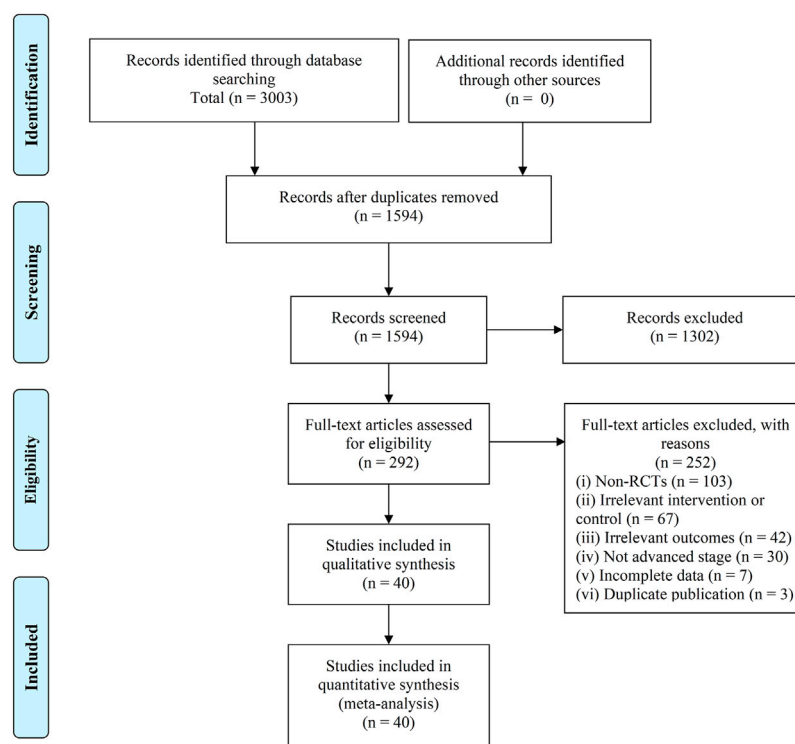 Identification
Records identified through database
searching
Total (n = 3003)
Additional records identified
through other sources
(n = 0)
Records after duplicates removed
(n = 1594)
Screening
Records screened
(n = 1594)
Records excluded
(n = 1302)
Eligibility
Full-text articles assessed
for eligibility
(n = 292)
Full-text articles excluded, with
reasons
(n = 252)
(i) Non-RCTs (n = 103)
(ii) Irrelevant intervention or
control (n = 67)
(iii) Irrelevant outcomes (n = 42)
(iv) Not advanced stage (n = 30)
(v) Incomplete data (n = 7)
(vi) Duplicate publication (n = 3)
Studies included in
qualitative synthesis
(n = 40)
Included
Studies included in
quantitative synthesis
(meta-analysis)
(n = 40)